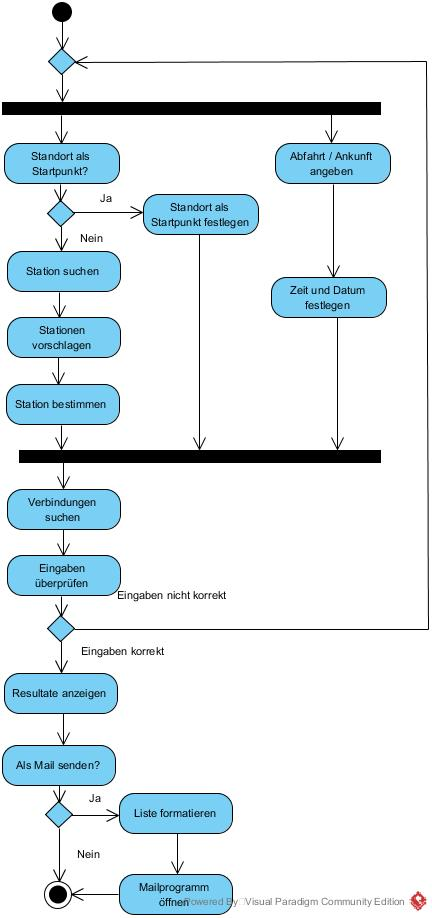 Standort als
Startpunkt?
Abfahrt / Ankunft
angeben
Ja
Standort als
Startpunkt festlegen
Nein
Station suchen
Zeit und Datum
festlegen
Stationen
vorschlagen
Station bestimmen
Verbindungen
suchen
Eingaben
überprüfen
Eingaben nicht korrekt
Eingaben korrekt
Resultate anzeigen
Als Mail senden?
Ja
Liste formatieren
Nein
Mailprogramm
öffnen
Powered By Visual Paradigm Community Edition